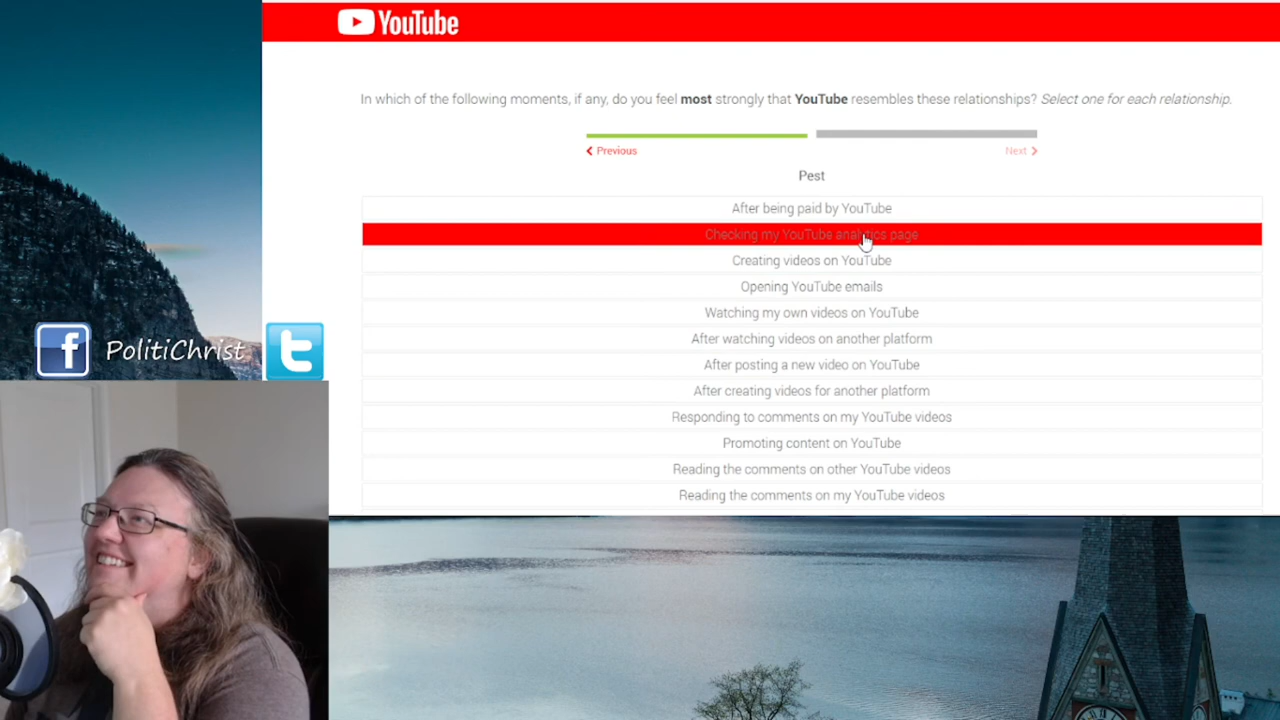 YouTube
In which of the following moments, if any, do you feel most strongly that YouTube resembles these relationships? Select one for each relationship.
Previous
Next
Pest
After being paid by YouTube
Checking my YouTube analytics page
Creating videos on YouTube
Opening YouTube emails
Watching my own videos on YouTube
After watching videos on another platform
After posting a new video on YouTube
After creating videos for another platform
Responding to comments on my YouTube videos
Promoting content on YouTube
Reading the comments on other YouTube videos
Reading the comments on my YouTube videos
f PolitiChrist t